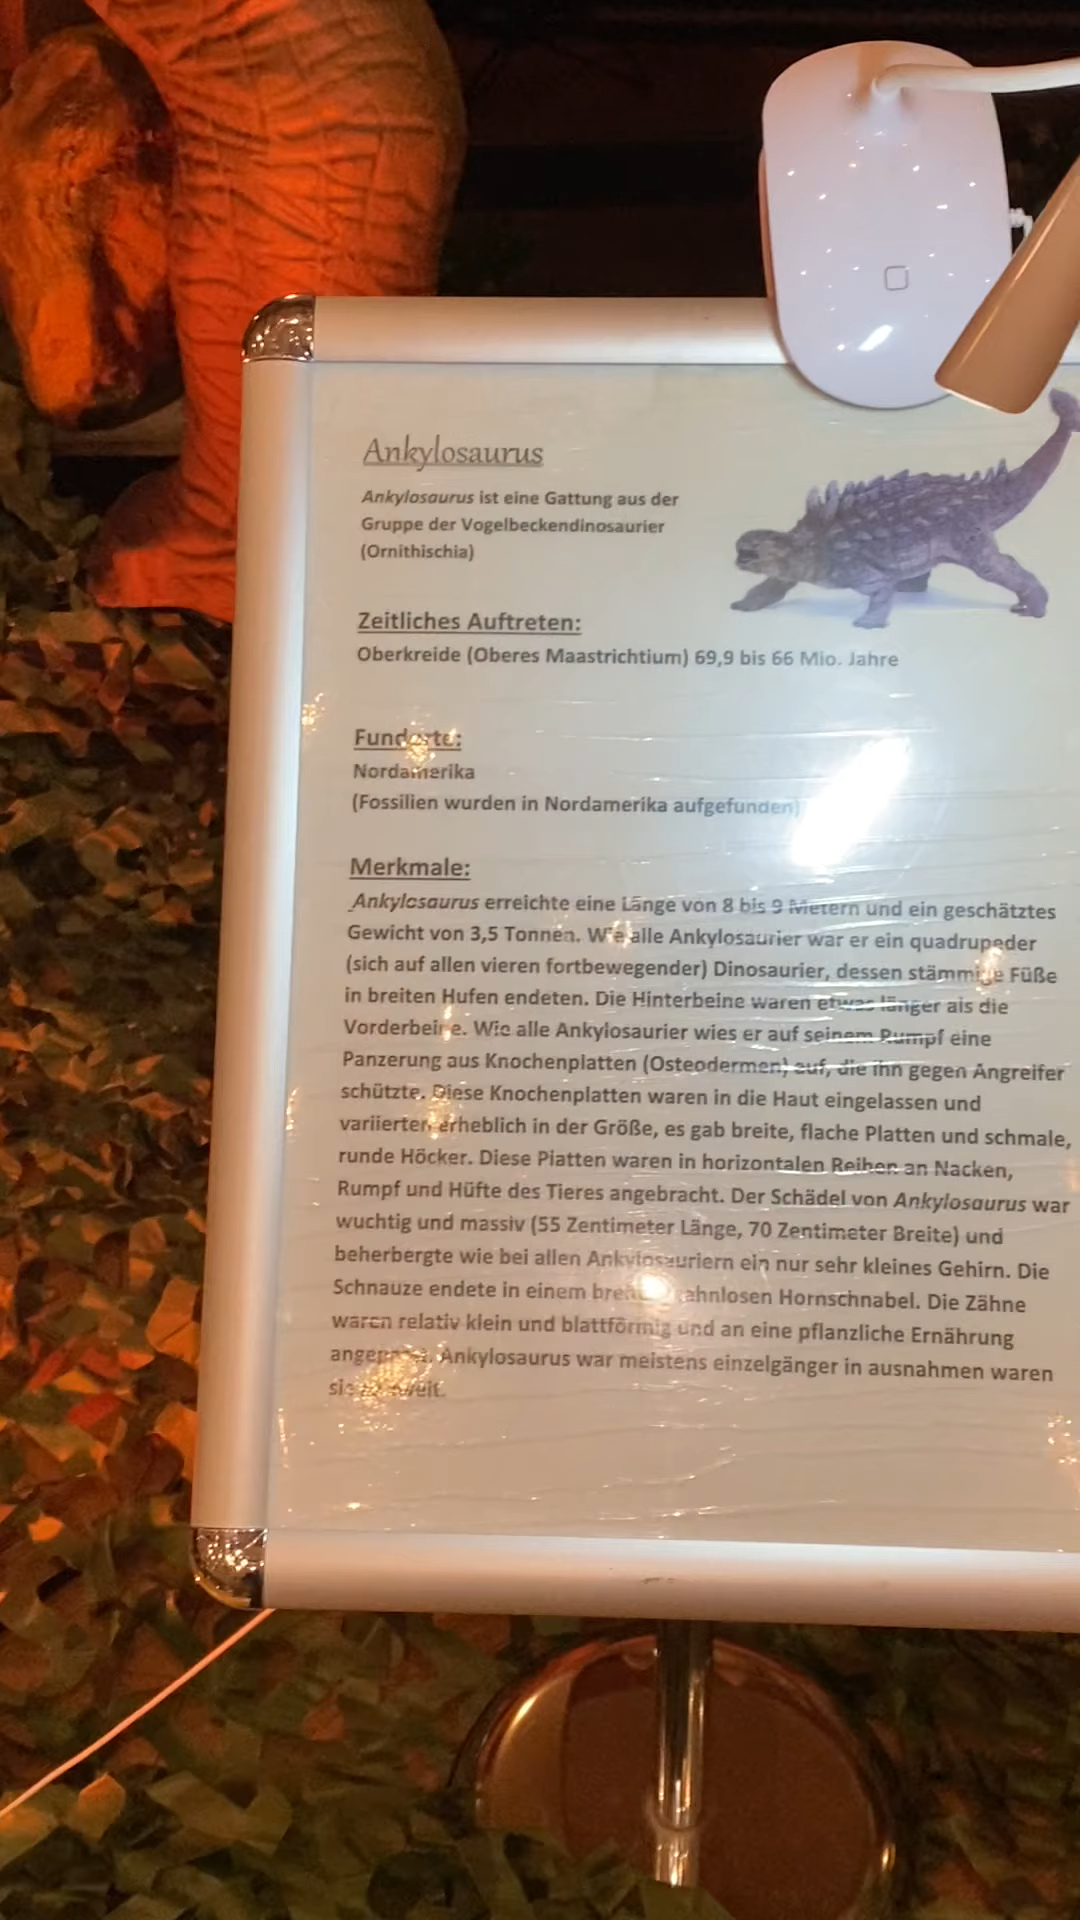 Ankylosaurus
Ankylosaurus ist eine Gattung aus der
Gruppe der Vogelbeckendinosaurier
(Ornithischia)
Zeitliches Auftreten:
Oberkreide (Oberes Maastrichtium) 69,9 bis 66 Mio. Jahre
Fundorte:
Nordamerika
(Fossilien wurden in Nordamerika aufgefunden)
Merkmale:
Ankylosaurus erreichte eine Länge von 8 bis 9 Metern und ein geschätztes
Gewicht von 3,5 Tonnen. Wie alle Ankylosaurier war er ein quadrupeder
(sich auf allen vieren fortbewegender) Dinosaurier, dessen stämmige Füße
in breiten Hufen endeten. Die Hinterbeine waren etwas länger als die
Vorderbeine. Wie alle Ankylosaurier wies er auf seinem Rumpf eine
Panzerung aus Knochenplatten (Osteodermen) auf, die ihn gegen Angreifer
schützte. Diese Knochenplatten waren in die Haut eingelassen und
variierten erheblich in der Größe, es gab breite, flache Platten und schmale,
runde Höcker. Diese Platten waren in horizontalen Reihen an Nacken,
Rumpf und Hüfte des Tieres angebracht. Der Schädel von Ankylosaurus war
wuchtig und massiv (55 Zentimeter Länge, 70 Zentimeter Breite) und
beherbergte wie bei allen Ankylosauriern ein nur sehr kleines Gehirn. Die
Schnauze endete in einem zahnlosen Hornschnabel. Die Zähne
waren relativ klein und blattförmig und an eine pflanzliche Ernährung
angepasst. Ankylosaurus war meistens einzelgänger in ausnahmen waren
sie zu zweit.